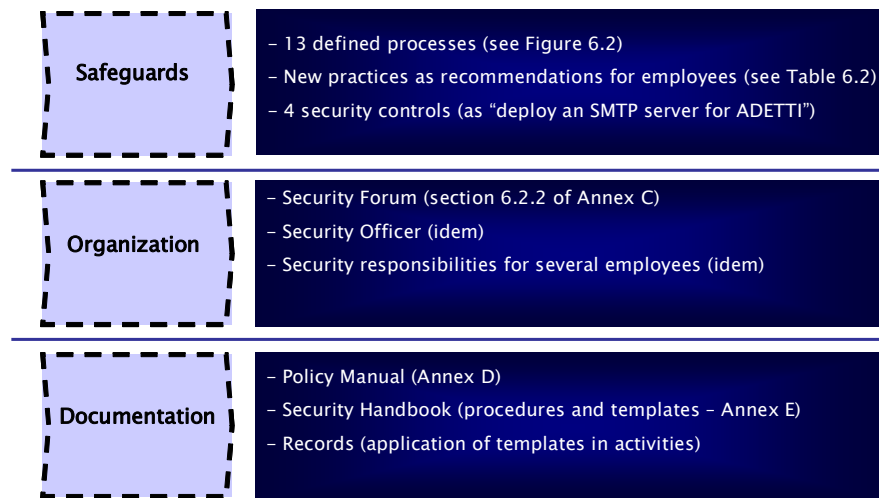 Safeguards
– 13 defined processes (see Figure 6.2)
– New practices as recommendations for employees (see Table 6.2)
– 4 security controls (as “deploy an SMTP server for ADETTI”)
Organization
– Security Forum (section 6.2.2 of Annex C)
– Security Officer (idem)
– Security responsibilities for several employees (idem)
Documentation
– Policy Manual (Annex D)
– Security Handbook (procedures and templates – Annex E)
– Records (application of templates in activities)